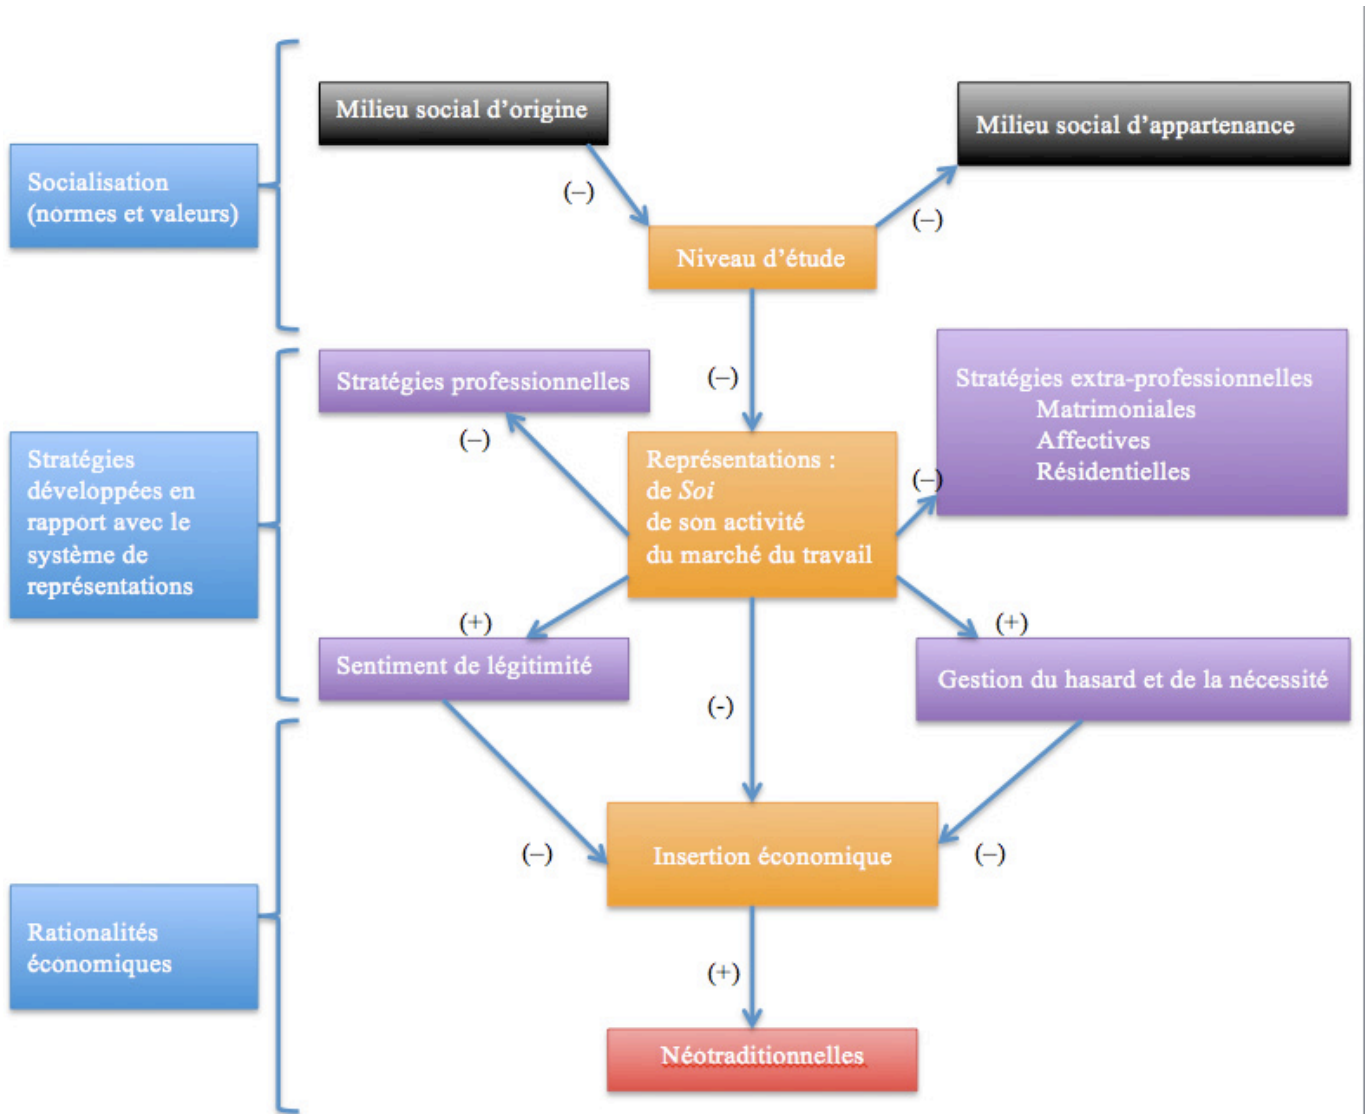 Milieu social d'origine
Milieu social d'appartenance
Socialisation
(normes et valeurs)
(–)
(–)
Niveau d'étude
Stratégies professionnelles
(–)
Stratégies extra-professionnelles
Matrimoniales
Affectives
Résidentielles
(–)
Stratégies
développées en
rapport avec le
système de
représentations
Représentations :
de Soi
de son activité
du marché du travail
(–)
(+)
(+)
Sentiment de légitimité
Gestion du hasard et de la nécessité
(-)
(–)
Insertion économique
(–)
Rationalités
économiques
(+)
Néotraditionnelles